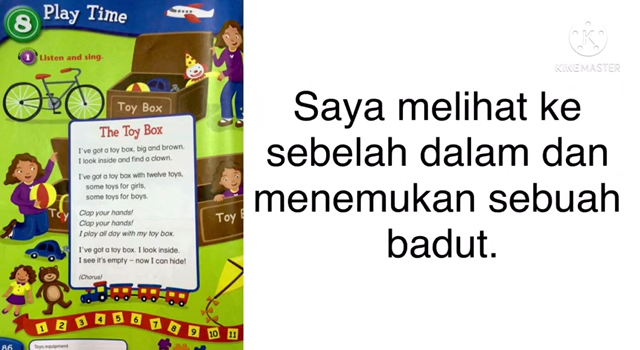 8 Play Time
1 Listen and sing.
Toy Box
The Toy Box
I've got a toy box, big and brown.
I look inside and find a clown.
I've got a toy box with twelve toys,
some toys for girls,
some toys for boys.
Clap your hands!
Clap your hands!
I play all day with my toy box.
I've got a toy box. I look inside.
I see it's empty – now I can hide!
(Chorus)
1 2 3 4 5 6 7 8 9 10 11
86
KINEMASTER
Saya melihat ke
sebelah dalam dan
menemukan sebuah
badut.